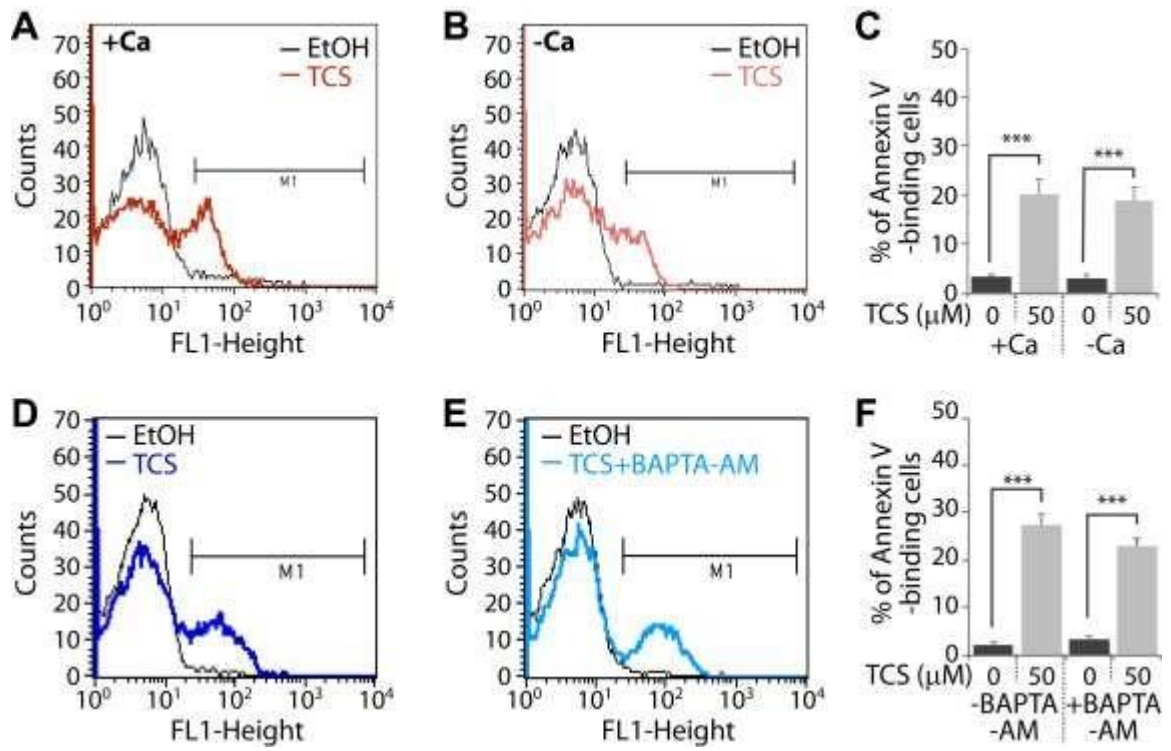 A
+Ca
EtOH
TCS
Counts
70
60
50
40
30
20
10
0
M1
10⁰ 10¹ 10² 10³ 10⁴
FL1-Height
B
-Ca
EtOH
TCS
Counts
70
60
50
40
30
20
10
0
M1
10⁰ 10¹ 10² 10³ 10⁴
FL1-Height
C
% of Annexin V
-binding cells
50
40
30
20
10
0
*** ***
TCS (µM) 0 50 0 50
+Ca -Ca
D
EtOH
TCS
Counts
70
60
50
40
30
20
10
0
M1
10⁰ 10¹ 10² 10³ 10⁴
FL1-Height
E
EtOH
TCS+BAPTA-AM
Counts
70
60
50
40
30
20
10
0
M1
10⁰ 10¹ 10² 10³ 10⁴
FL1-Height
F
% of Annexin V
-binding cells
50
40
30
20
10
0
*** ***
TCS (µM) 0 50 0 50
-BAPTA +BAPTA
-AM -AM